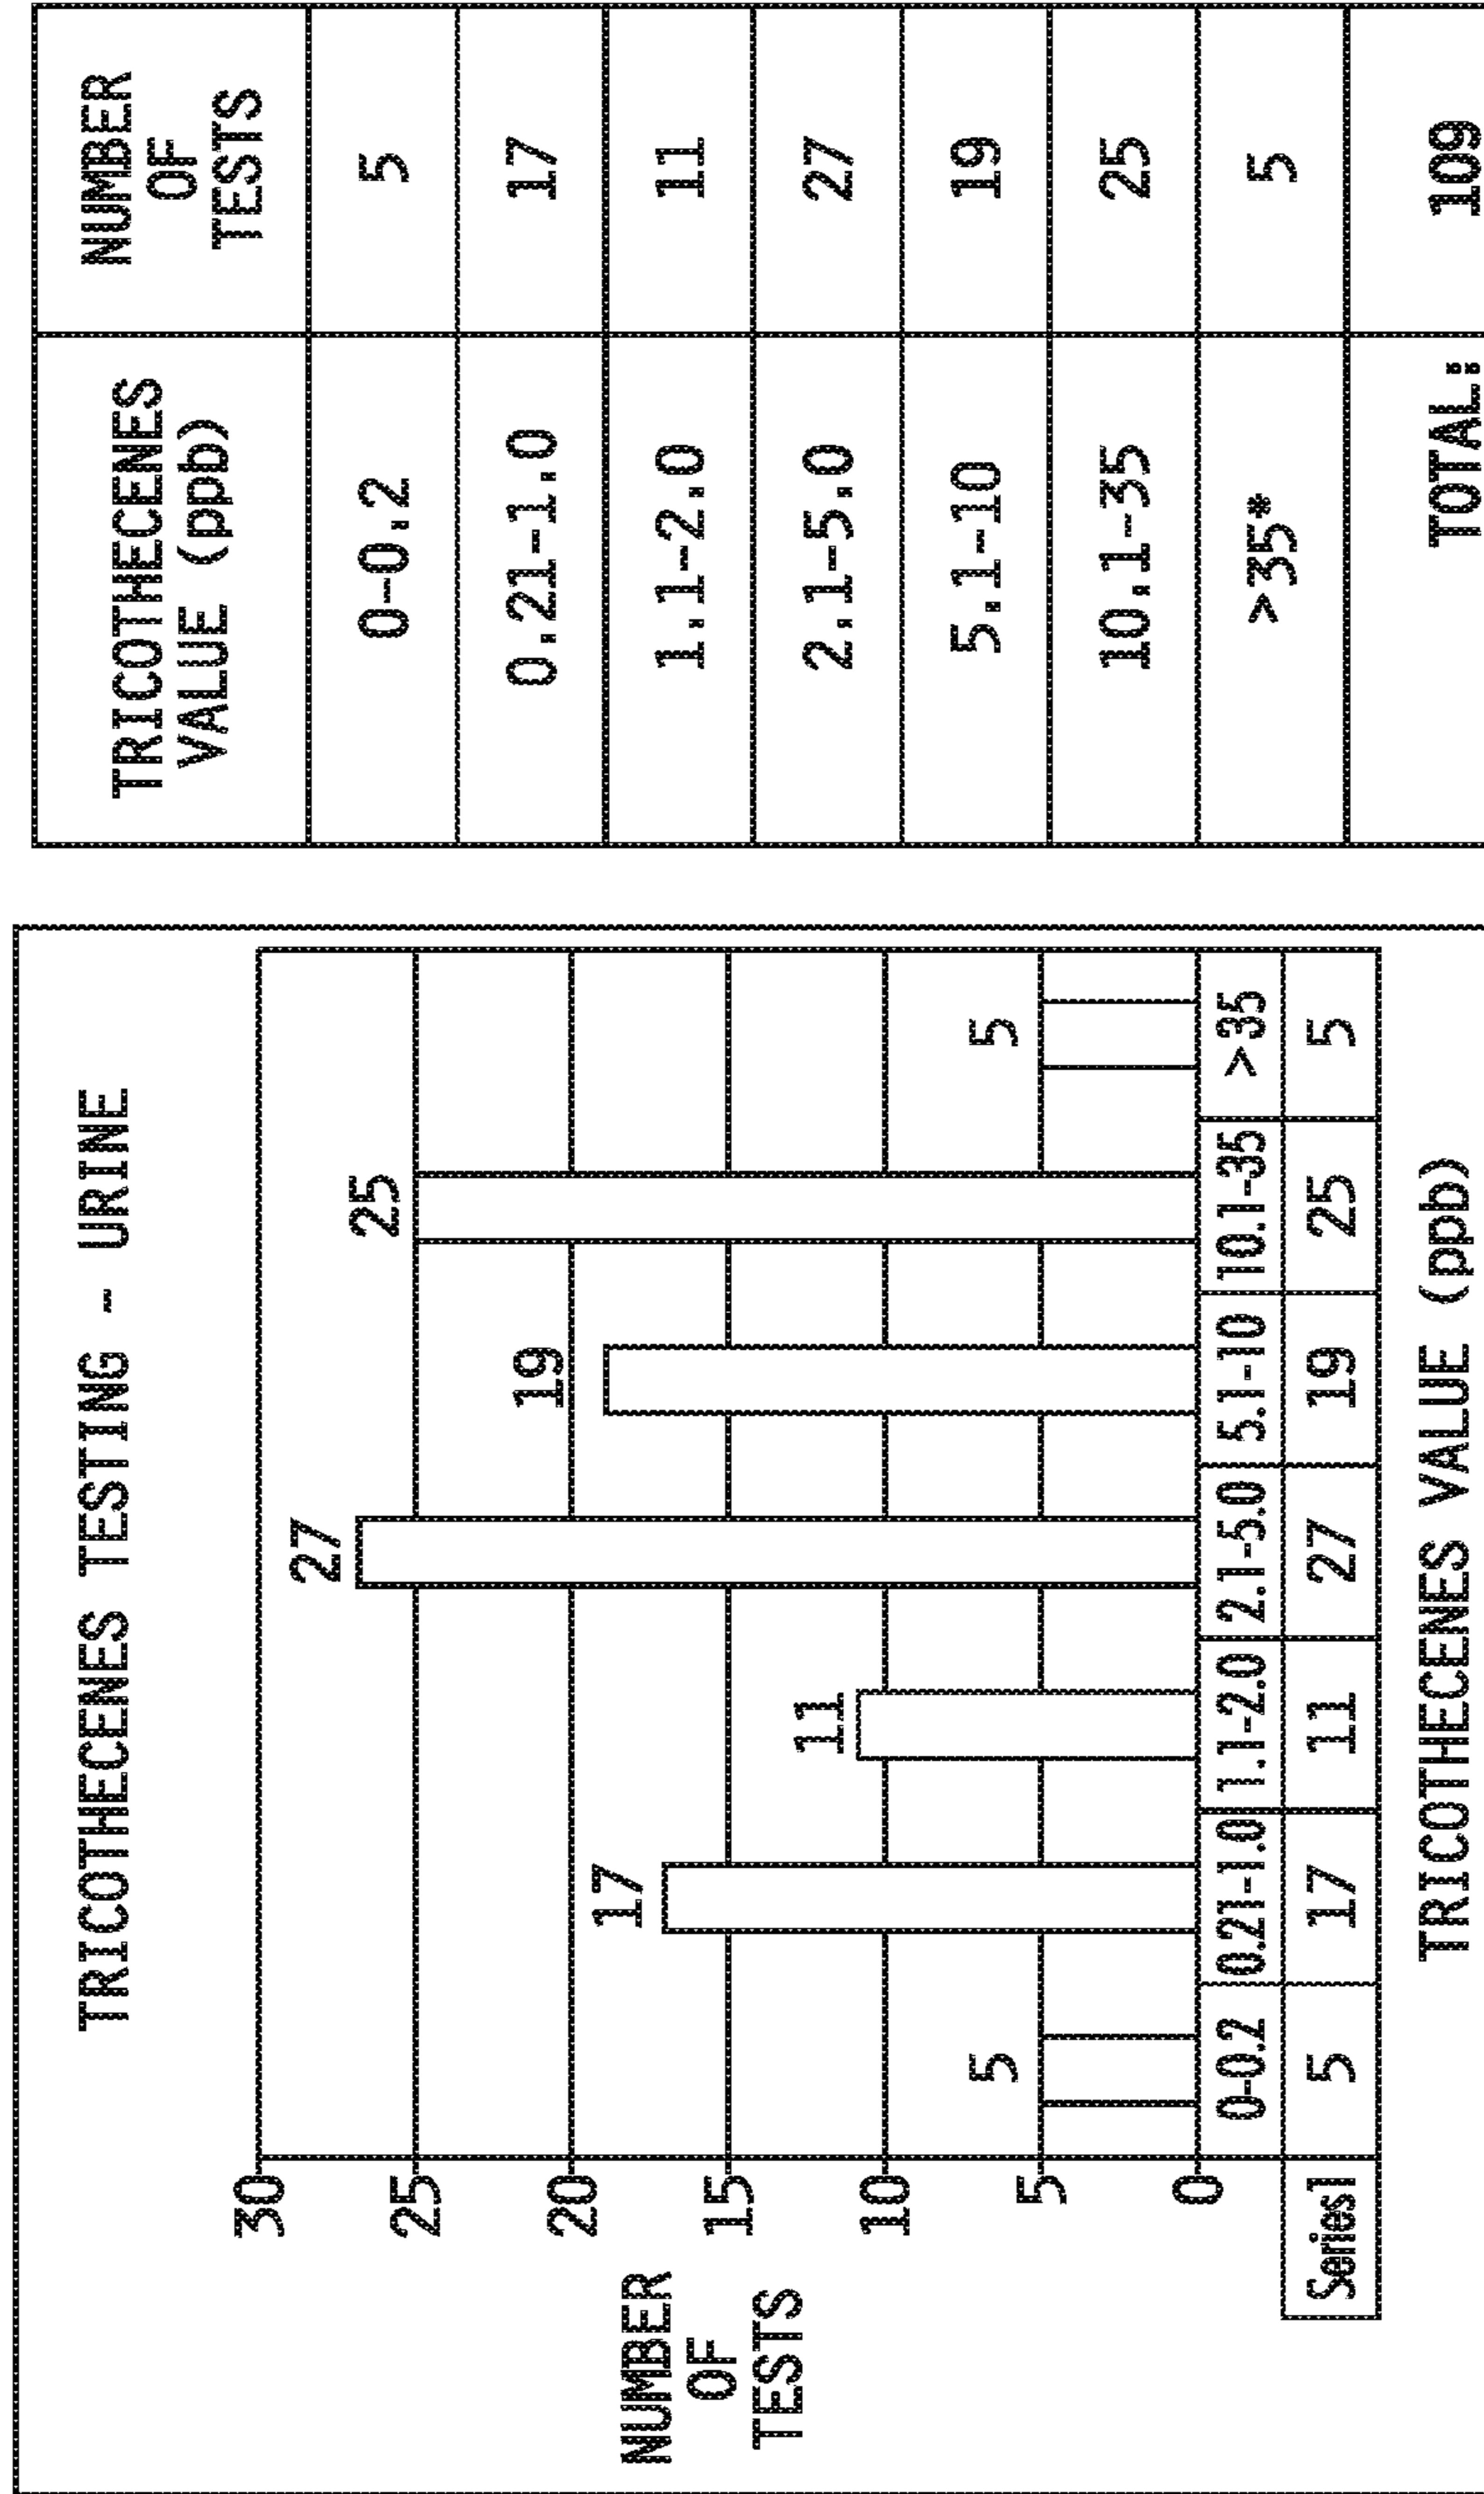 TRICOTHECENES TESTING - URINE
NUMBER
OF
TESTS
30
25
20
15
10
5
0
5
17
11
27
19
25
5
0-0.2 0.21-1.0 1.1-2.0 2.1-5.0 5.1-10 10.1-35 >35
Series1 5 17 11 27 19 25 5
TRICOTHECENES VALUE (ppb)
TRICOTHECENES
VALUE (ppb)
NUMBER
OF
TESTS
0-0.2 5
0.21-1.0 17
1.1-2.0 11
2.1-5.0 27
5.1-10 19
10.1-35 25
>35* 5
TOTAL: 109